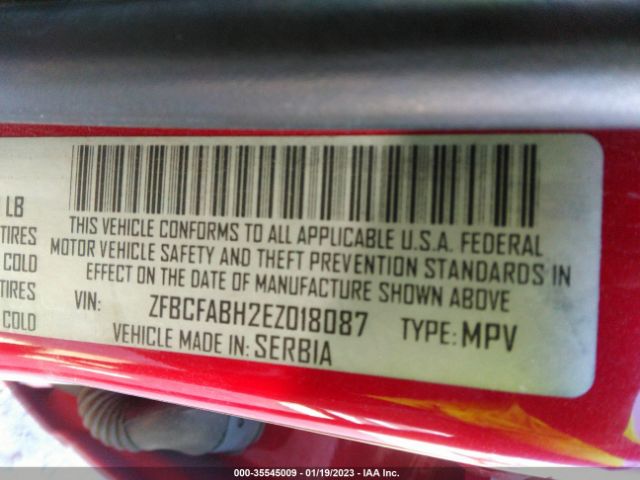 LB
TIRES
COLD
TIRES
COLD
THIS VEHICLE CONFORMS TO ALL APPLICABLE U.S.A. FEDERAL
MOTOR VEHICLE SAFETY AND THEFT PREVENTION STANDARDS IN
EFFECT ON THE DATE OF MANUFACTURE SHOWN ABOVE
VIN: ZFBCFABH2EZ018087 TYPE: MPV
VEHICLE MADE IN: SERBIA
000-35545009 - 01/19/2023 - IAA Inc.